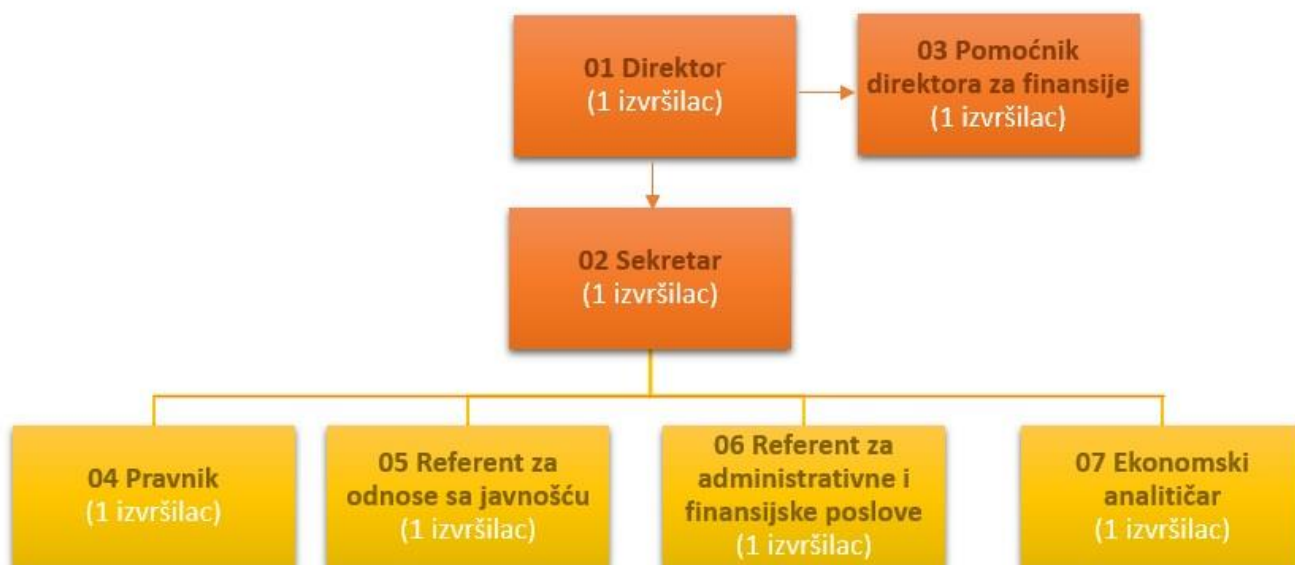 01 Direktor
(1 izvršilac)
03 Pomoćnik
direktora za finansije
(1 izvršilac)
02 Sekretar
(1 izvršilac)
04 Pravnik
(1 izvršilac)
05 Referent za
odnose sa javnošću
(1 izvršilac)
06 Referent za
administrativne i
finansijske poslove
(1 izvršilac)
07 Ekonomski
analitičar
(1 izvršilac)